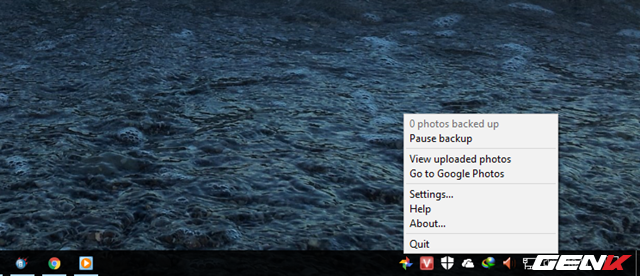 0 photos backed up
Pause backup
View uploaded photos
Go to Google Photos
Settings...
Help
About...
Quit
V
GENK